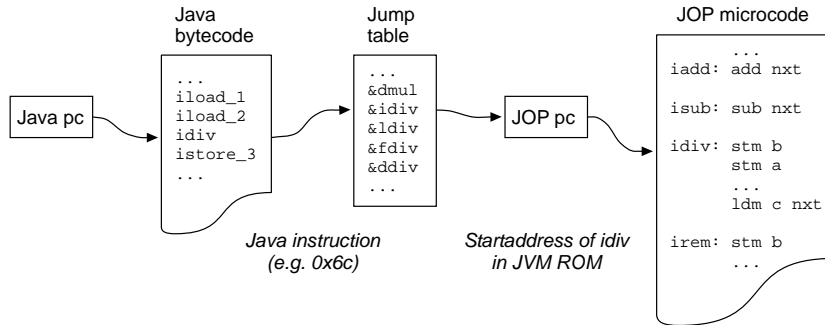 Java
bytecode
Jump
table
JOP microcode
Java pc
...
iload_1
iload_2
idiv
istore_3
...
...
&dmul
&idiv
&ldiv
&fdiv
&ddiv
...
JOP pc
...
iadd: add nxt
isub: sub nxt
idiv: stm b
stm a
...
ldm c nxt
irem: stm b
...
Java instruction
(e.g. 0x6c)
Startaddress of idiv
in JVM ROM